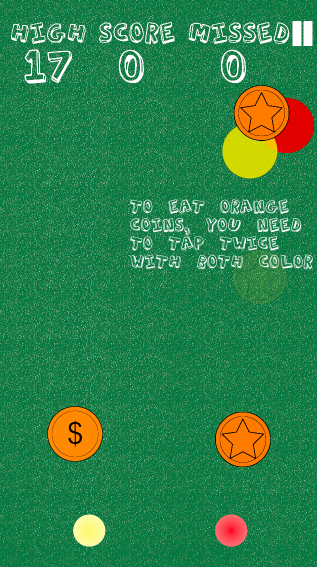 HIGH SCORE MISSED
17 0 0
TO EAT ORANGE
COINS, YOU NEED
TO TAP TWICE
WITH BOTH COLOR
$